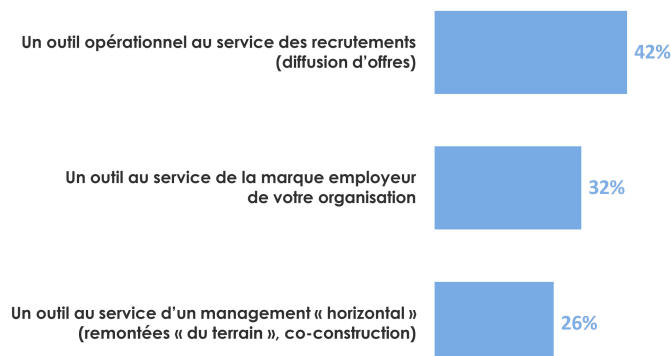 Un outil opérationnel au service des recrutements
(diffusion d’offres)
42%
Un outil au service de la marque employeur
de votre organisation
32%
Un outil au service d’un management « horizontal »
(remontées « du terrain », co-construction)
26%